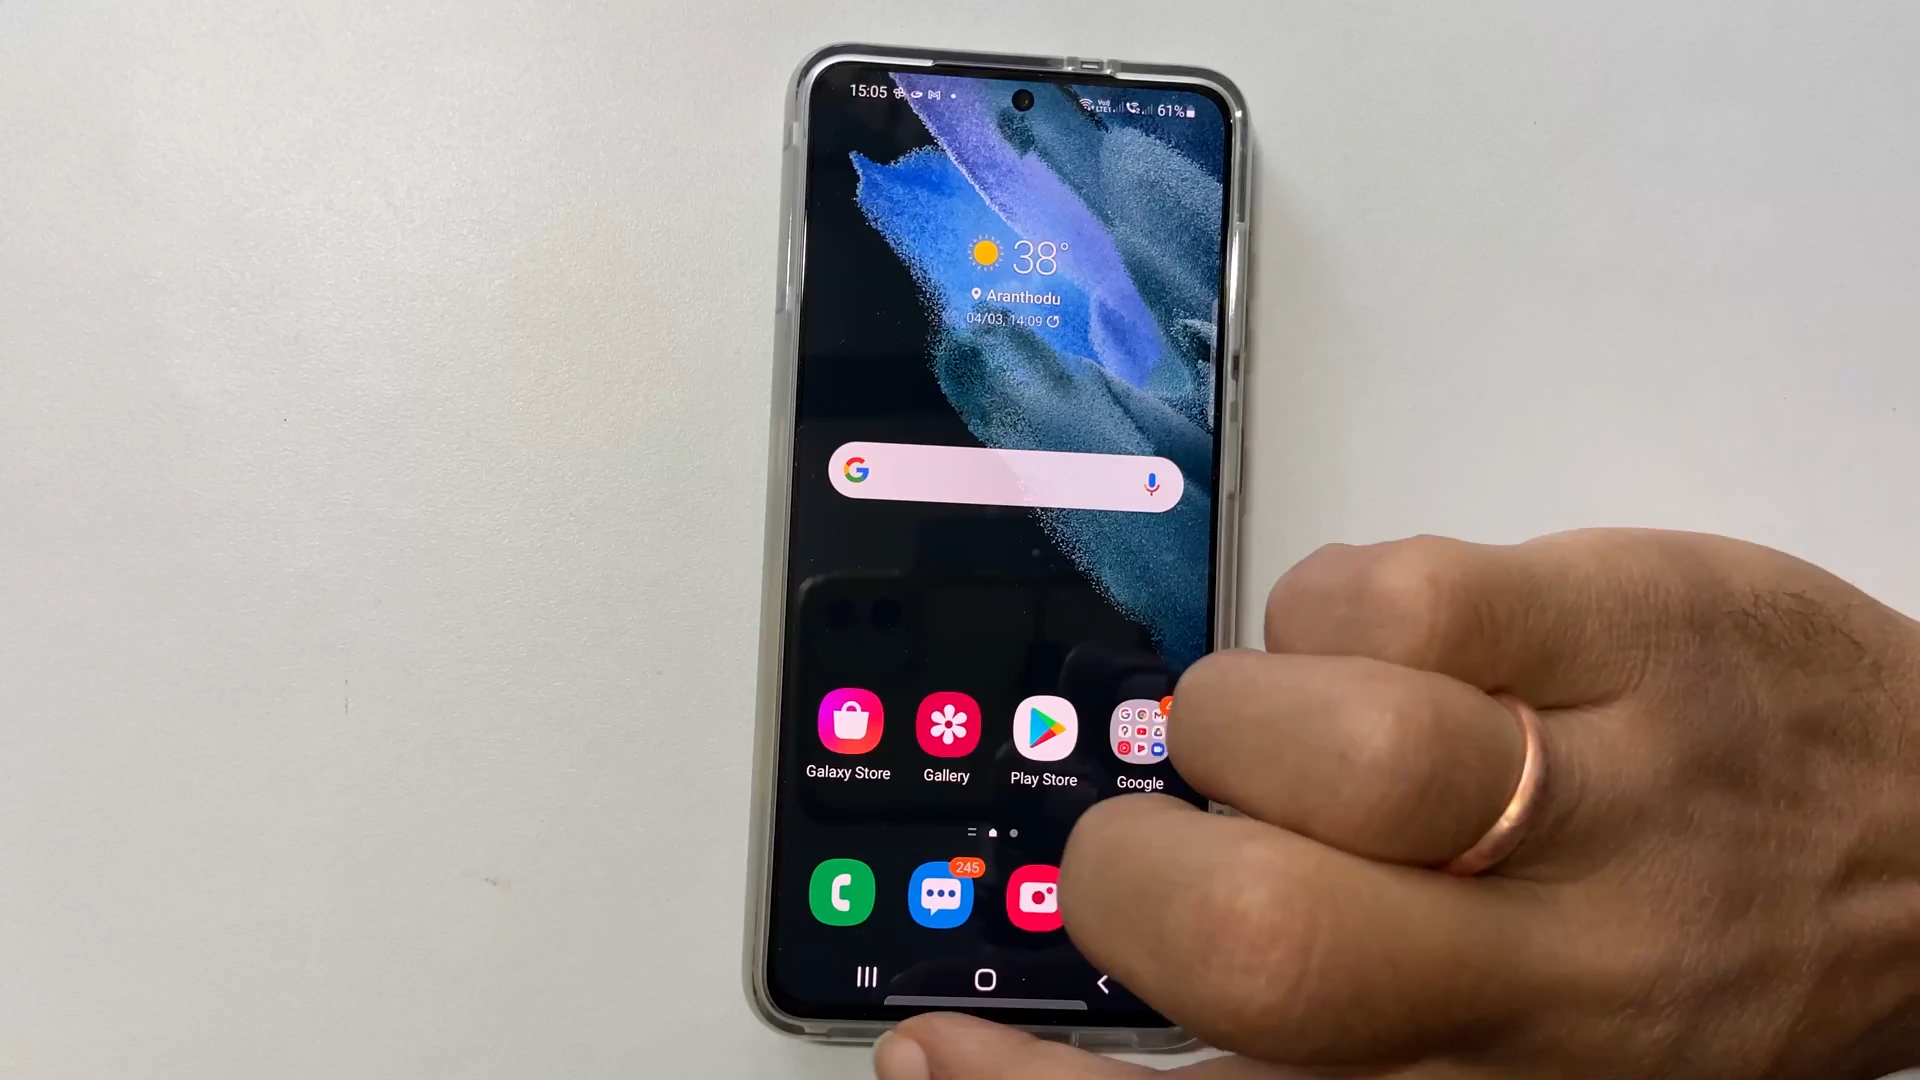 15:05
61%
38°
Aranthodu
04/03, 14:09
G
Galaxy Store
Gallery
Play Store
Google
245